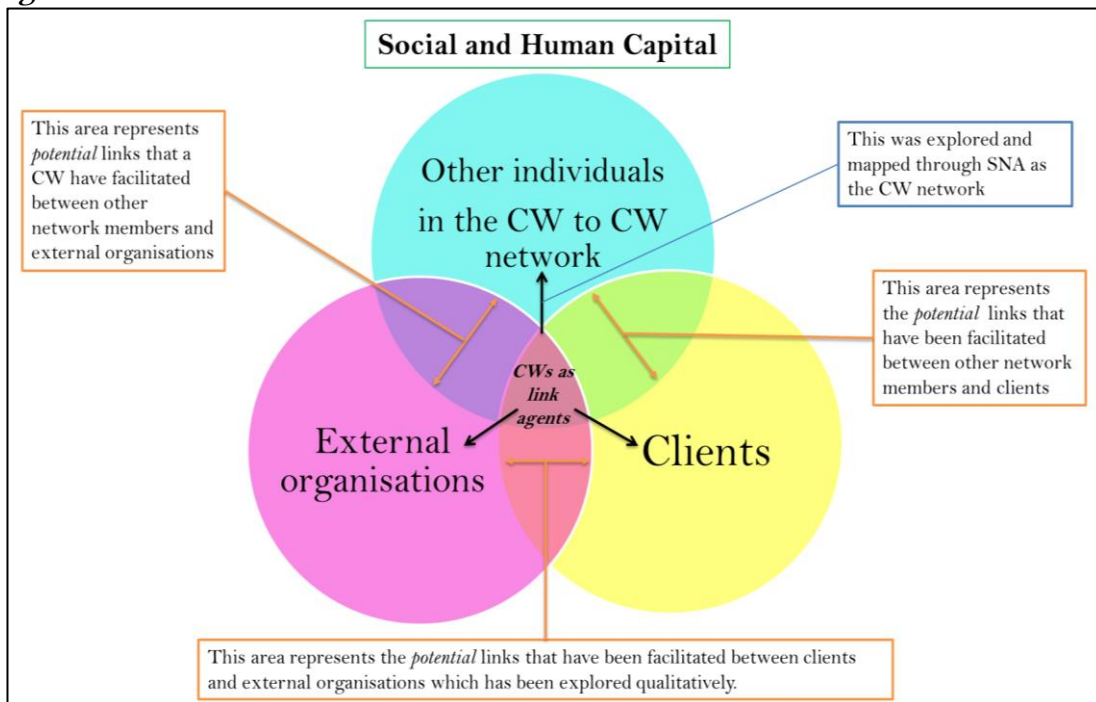 Social and Human Capital
This area represents
potential links that a
CW have facilitated
between other
network members and
external organisations
This was explored and
mapped through SNA as
the CW network
Other individuals
in the CW to CW
network
This area represents
the potential links that
have been facilitated
between other network
members and clients
CWs as
link
agents
External
organisations
Clients
This area represents the potential links that have been facilitated between clients
and external organisations which has been explored qualitatively.